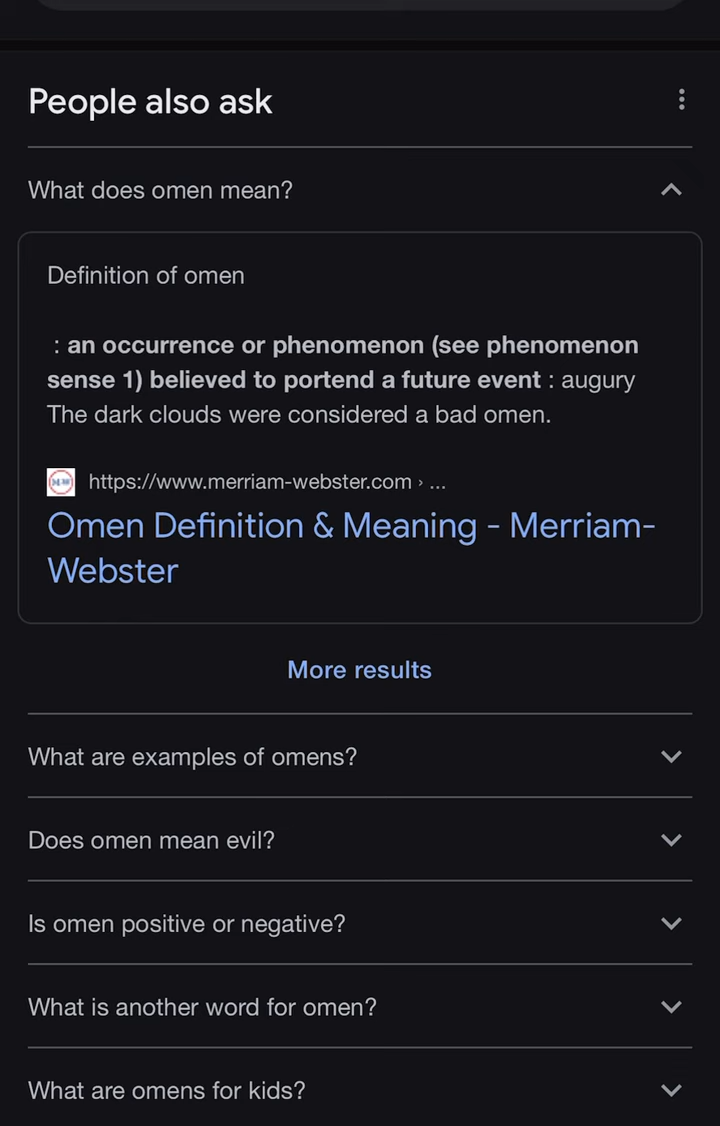 People also ask
What does omen mean?
Definition of omen
: an occurrence or phenomenon (see phenomenon
sense 1) believed to portend a future event : augury
The dark clouds were considered a bad omen.
M-W
https://www.merriam-webster.com › ...
Omen Definition & Meaning - Merriam-
Webster
More results
What are examples of omens?
Does omen mean evil?
Is omen positive or negative?
What is another word for omen?
What are omens for kids?